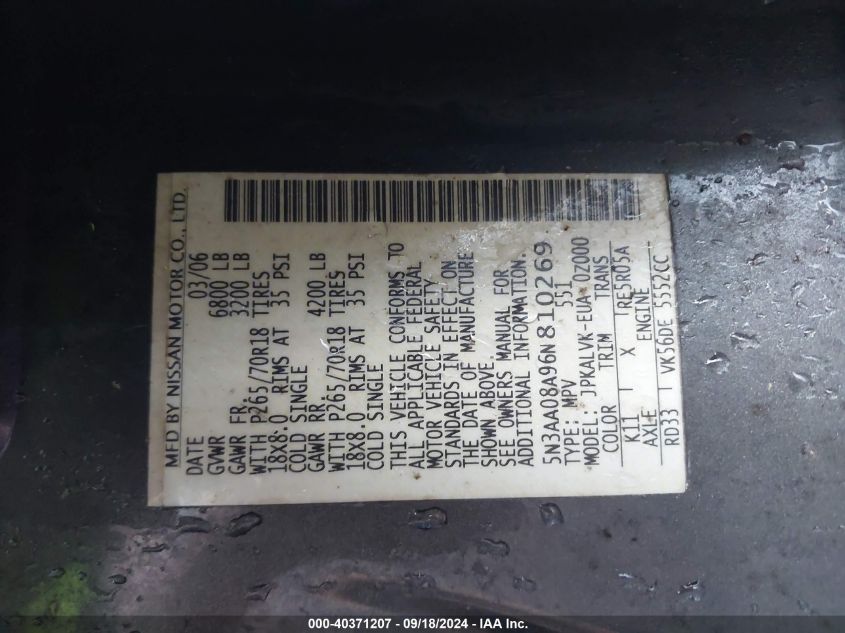 MFD BY NISSAN MOTOR CO., LTD.
DATE 03/06
GVWR 6800 LB
GAWR FR. 3200 LB
WITH P265/70R18 TIRES
18X8.0 RIMS AT 35 PSI
COLD SINGLE
GAWR RR. 4200 LB
WITH P265/70R18 TIRES
18X8.0 RIMS AT 35 PSI
COLD SINGLE
THIS VEHICLE CONFORMS TO
ALL APPLICABLE FEDERAL
MOTOR VEHICLE SAFETY
STANDARDS IN EFFECT ON
THE DATE OF MANUFACTURE
SHOWN ABOVE.
SEE OWNERS MANUAL FOR
ADDITIONAL INFORMATION.
5N3AA08A96N810269
TYPE: MPV 551
MODEL: JPKALVK-EUA DZ000
COLOR TRIM TRANS
K11 X RE5R05A
AXLE ENGINE
RD33 VK56DE 5552CC
000-40371207 - 09/18/2024 - IAA Inc.